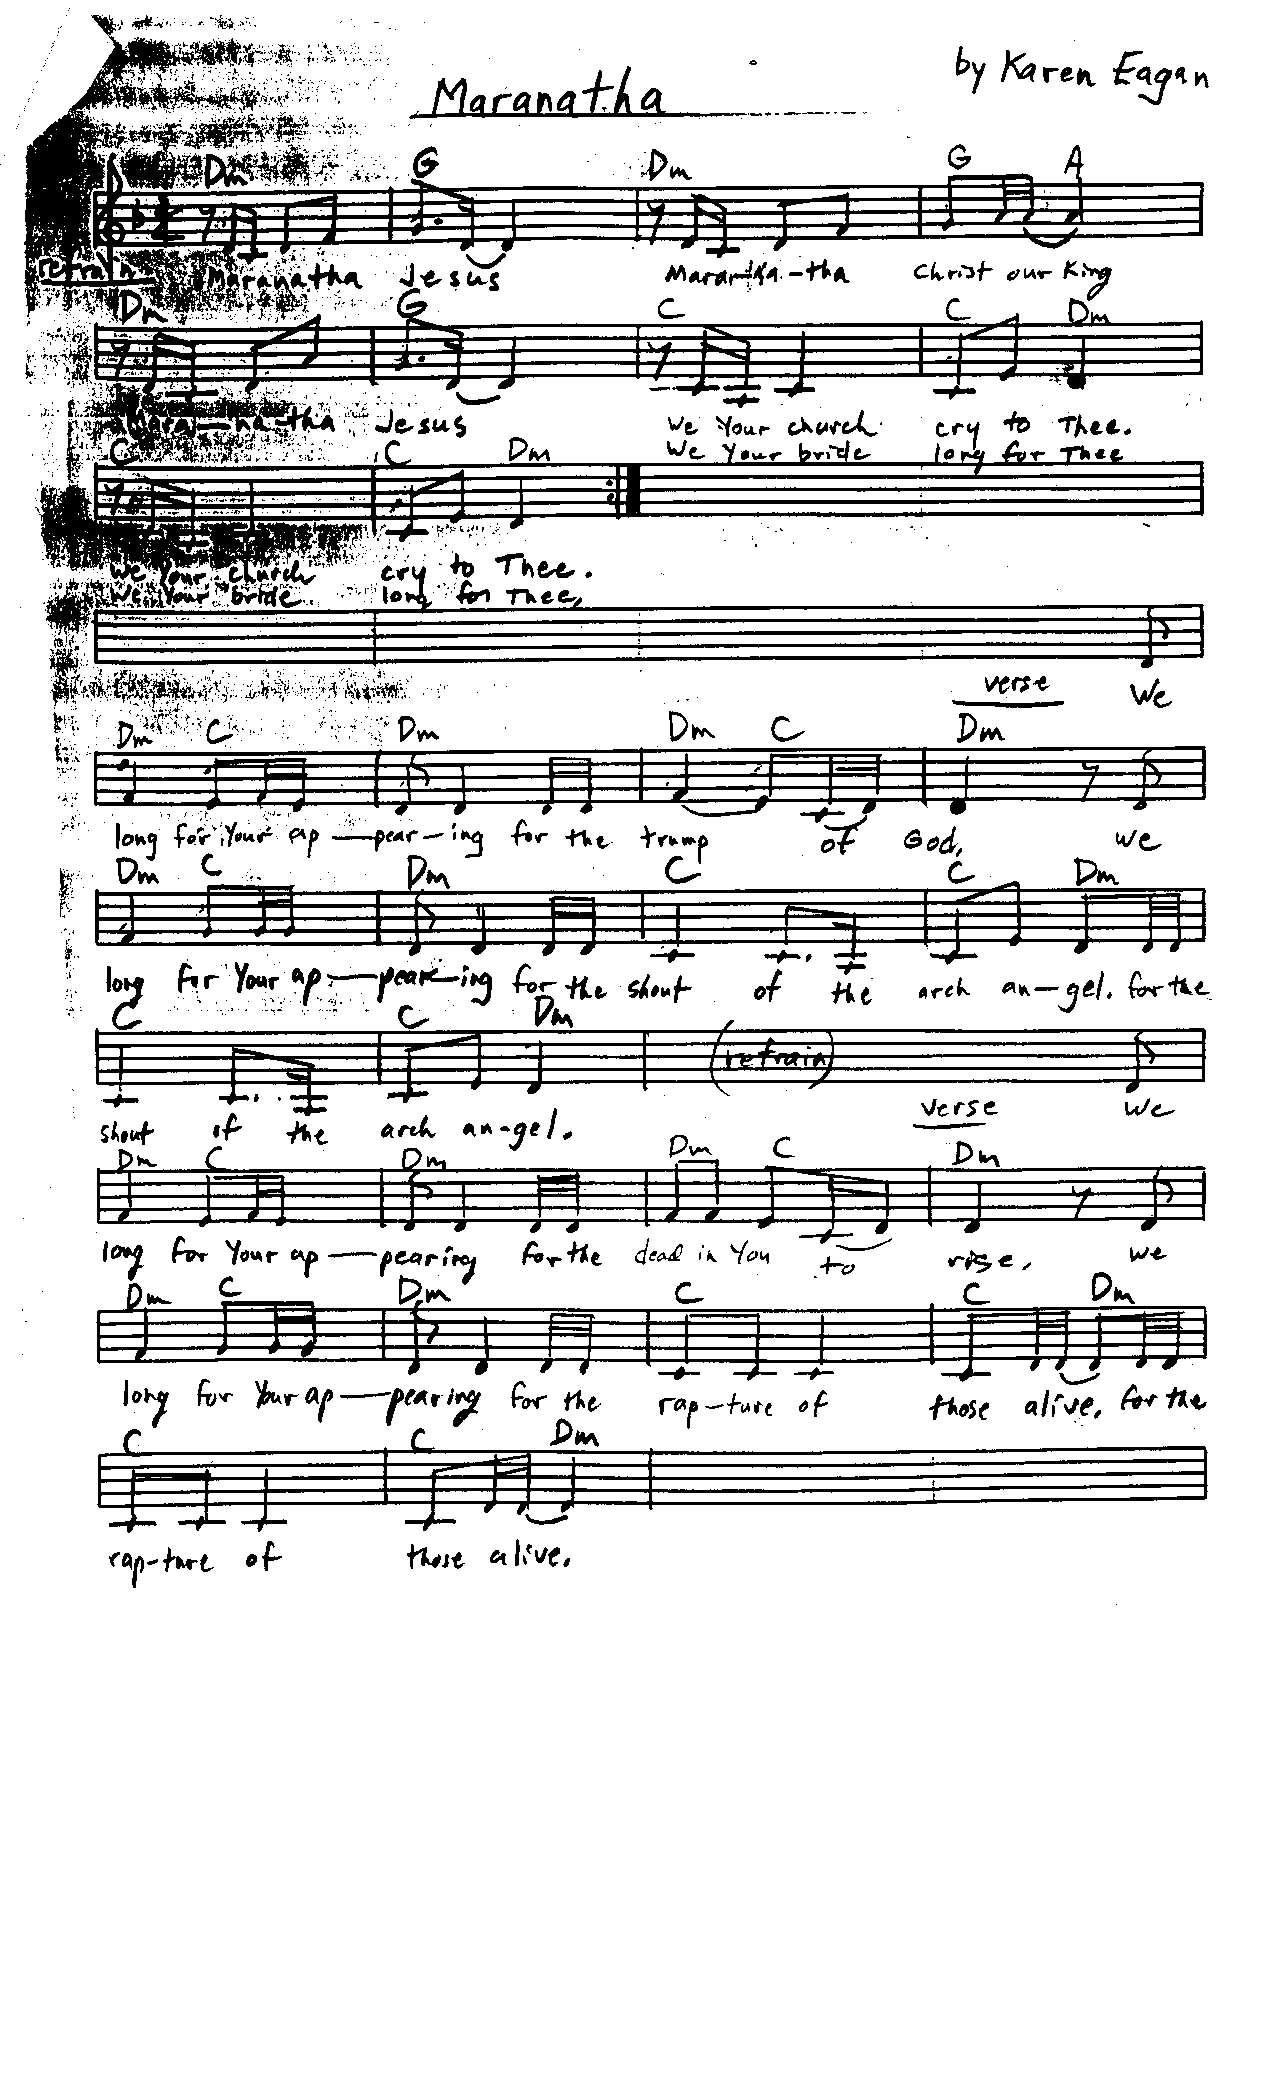 by Karen Eagan
Maranatha
Dm G Dm G A
refrain Maranatha Jesus Maranatha-tha Christ our King
Dm G C C Dm
Mara-na-tha Jesus We Your church cry to Thee.
We Your bride long for Thee
C C Dm
We Your church cry to Thee.
We Your bride long for Thee,
verse We
Dm C Dm Dm C Dm
long for Your ap-pear-ing for the trump of God, We
Dm C Dm C C Dm
long for Your ap-pear-ing for the shout of the arch an-gel. for the
C C Dm
(refrain)
shout of the arch an-gel. verse We
Dm C Dm Dm C Dm
long for Your ap-pearing for the dead in You to rise, we
Dm C Dm C C Dm
long for Your ap-pearing for the rap-ture of those alive, for the
C C Dm
rap-ture of those alive.